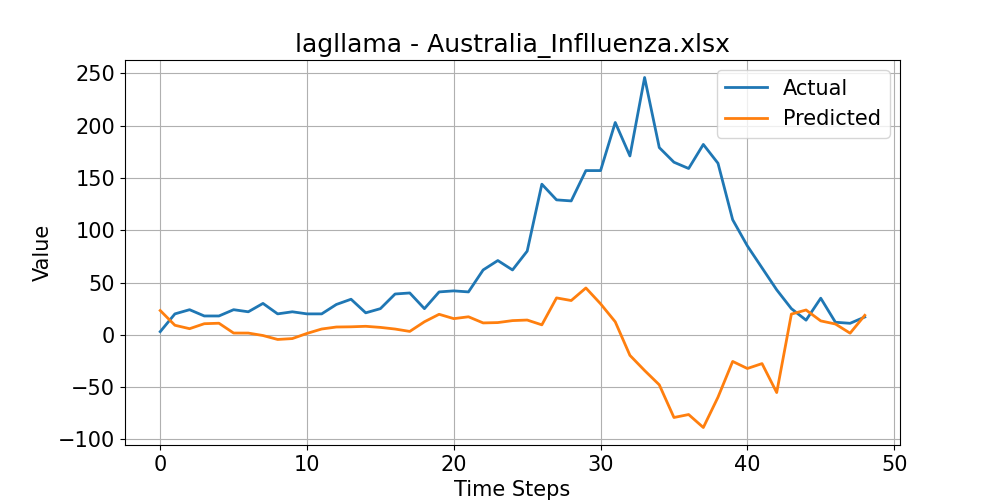 lagllama - Australia_Inflluenza.xlsx
Actual
Predicted
Value
250
200
150
100
50
0
−50
−100
0 10 20 30 40 50
Time Steps